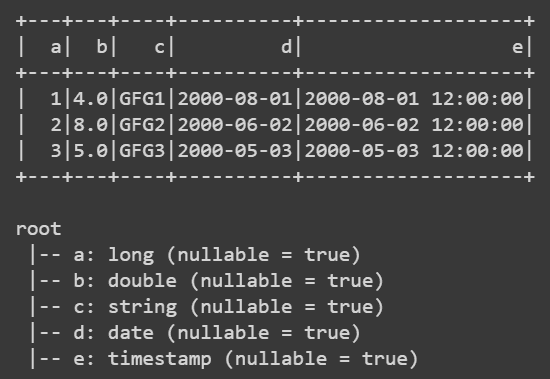 +---+---+----+----------+-------------------+
|  a|  b|   c|         d|                  e|
+---+---+----+----------+-------------------+
|  1|4.0|GFG1|2000-08-01|2000-08-01 12:00:00|
|  2|8.0|GFG2|2000-06-02|2000-06-02 12:00:00|
|  3|5.0|GFG3|2000-05-03|2000-05-03 12:00:00|
+---+---+----+----------+-------------------+

root
 |-- a: long (nullable = true)
 |-- b: double (nullable = true)
 |-- c: string (nullable = true)
 |-- d: date (nullable = true)
 |-- e: timestamp (nullable = true)